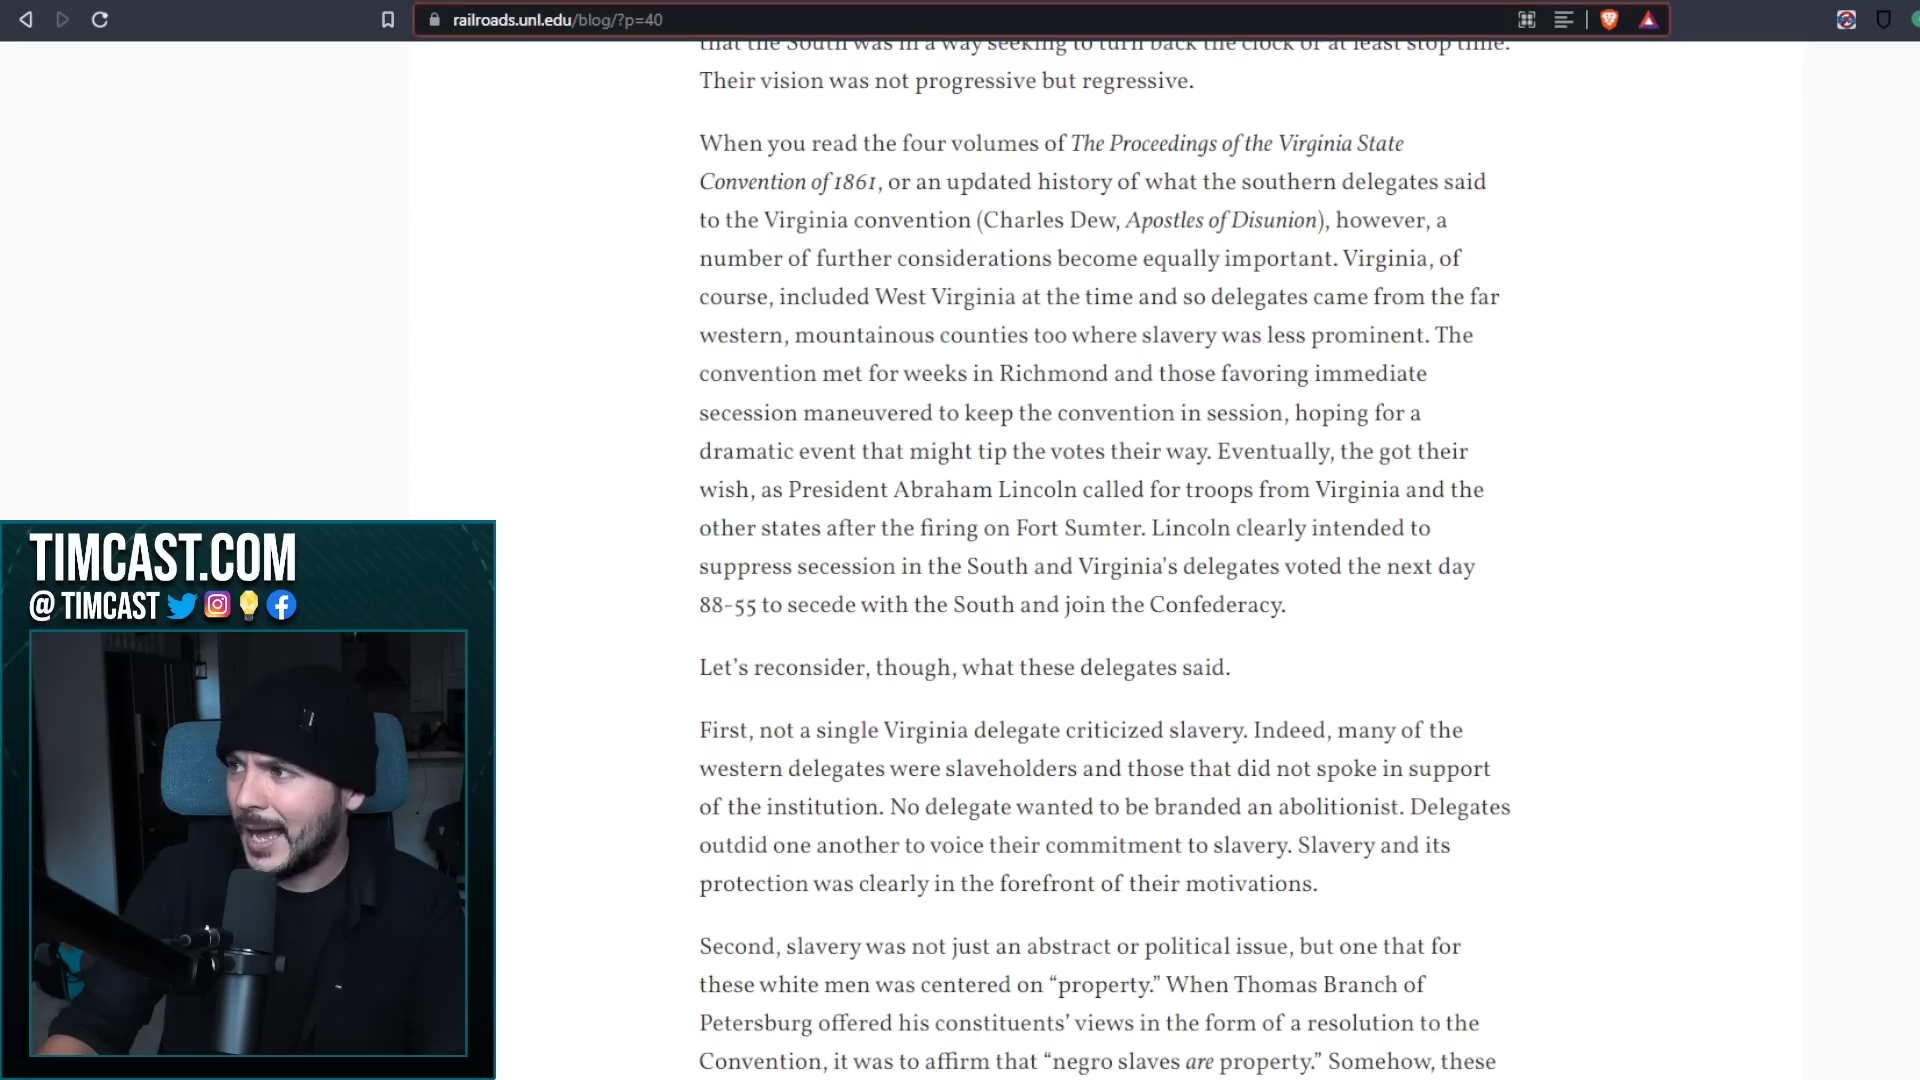 railroads.unl.edu/blog/?p=40
that the South was in a way seeking to turn back the clock or at least stop time.
Their vision was not progressive but regressive.
When you read the four volumes of The Proceedings of the Virginia State
Convention of 1861, or an updated history of what the southern delegates said
to the Virginia convention (Charles Dew, Apostles of Disunion), however, a
number of further considerations become equally important. Virginia, of
course, included West Virginia at the time and so delegates came from the far
western, mountainous counties too where slavery was less prominent. The
convention met for weeks in Richmond and those favoring immediate
secession maneuvered to keep the convention in session, hoping for a
dramatic event that might tip the votes their way. Eventually, the got their
wish, as President Abraham Lincoln called for troops from Virginia and the
other states after the firing on Fort Sumter. Lincoln clearly intended to
suppress secession in the South and Virginia’s delegates voted the next day
88-55 to secede with the South and join the Confederacy.
Let’s reconsider, though, what these delegates said.
First, not a single Virginia delegate criticized slavery. Indeed, many of the
western delegates were slaveholders and those that did not spoke in support
of the institution. No delegate wanted to be branded an abolitionist. Delegates
outdid one another to voice their commitment to slavery. Slavery and its
protection was clearly in the forefront of their motivations.
Second, slavery was not just an abstract or political issue, but one that for
these white men was centered on “property.” When Thomas Branch of
Petersburg offered his constituents’ views in the form of a resolution to the
Convention, it was to affirm that “negro slaves are property.” Somehow, these
TIMCAST.COM
@ TIMCAST